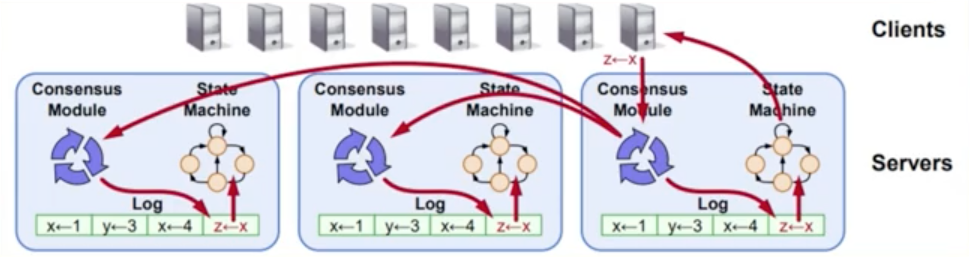 Clients
z←x
Consensus Module
State Machine
Consensus Module
State Machine
Consensus Module
State Machine
Servers
Log
Log
Log
x←1 y←3 x←4 z←x
x←1 y←3 x←4 z←x
x←1 y←3 x←4 z←x